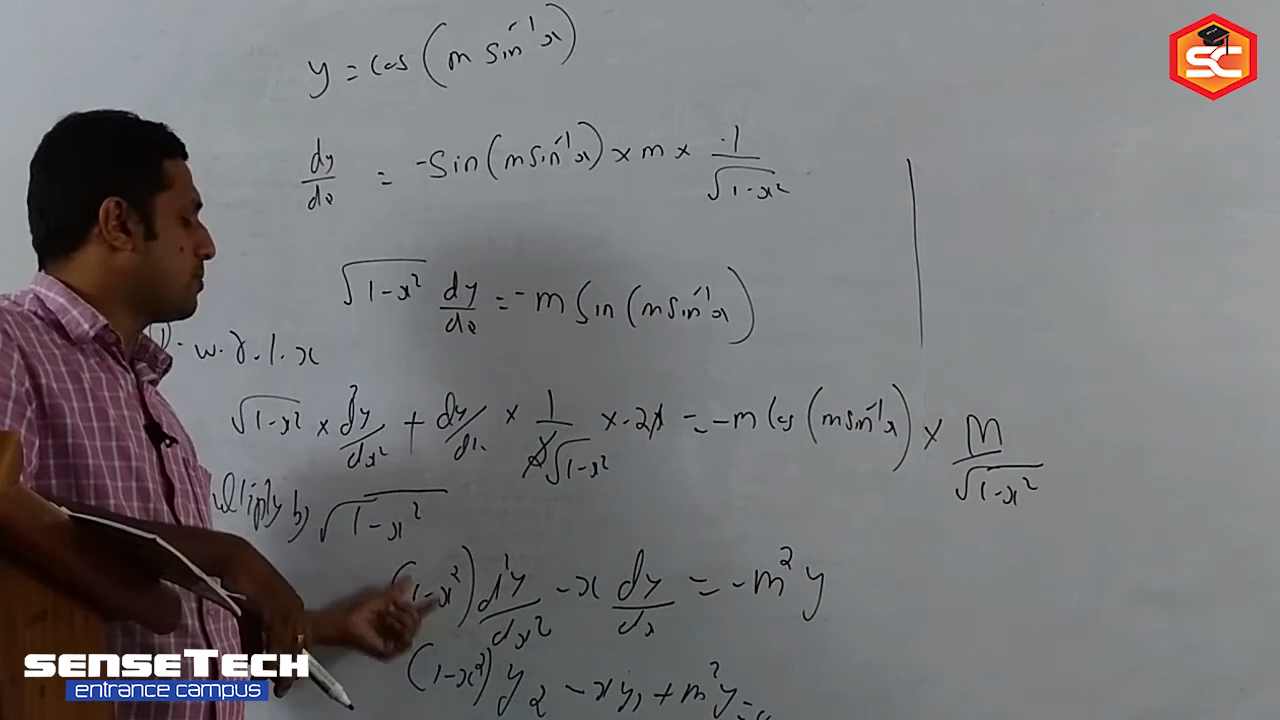 SC
y = cos (m sin⁻¹x)
dy/dx = -Sin(m sin⁻¹x) × m × 1/√1-x²
√1-x² dy/dx = -m Sin (m sin⁻¹x)
w.r.t.x
√1-x² × d²y/dx² + dy/dx × 1/2√1-x² × -2x = -m Cos (m sin⁻¹x) × m/√1-x²
ultiply by √1-x²
(1-x²) d²y/dx² - x dy/dx = -m² y
(1-x²) y₂ - xy₁ + m²y =
SENSETECH
entrance campus